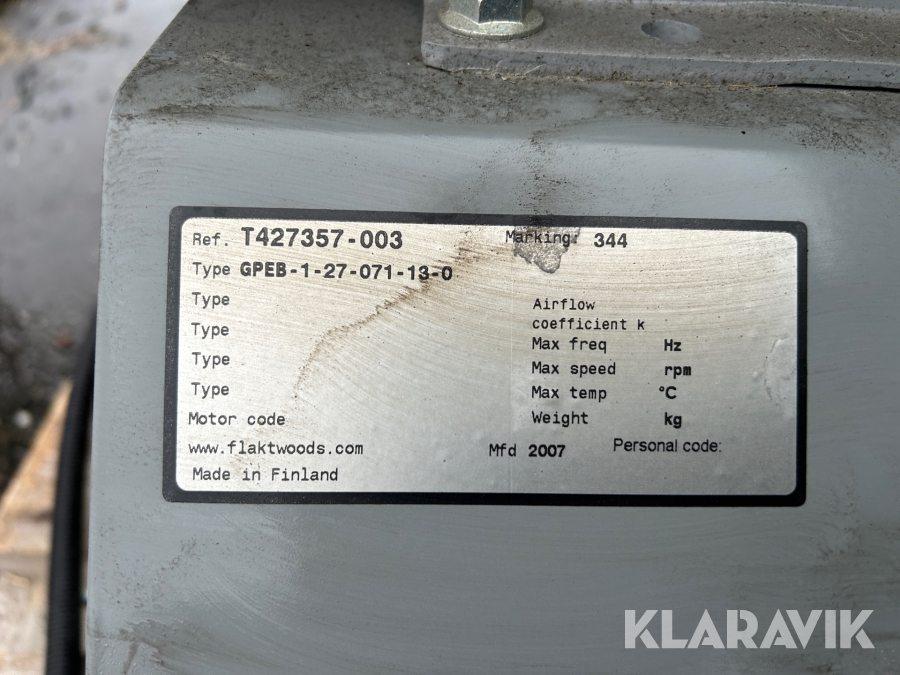 Ref. T427357-003 Marking: 344
Type GPEB-1-27-071-13-0
Type
Type
Type
Type
Motor code
www.flaktwoods.com
Made in Finland
Airflow
coefficient k
Max freq Hz
Max speed rpm
Max temp °C
Weight kg
Mfd 2007 Personal code:
KLARAVIK